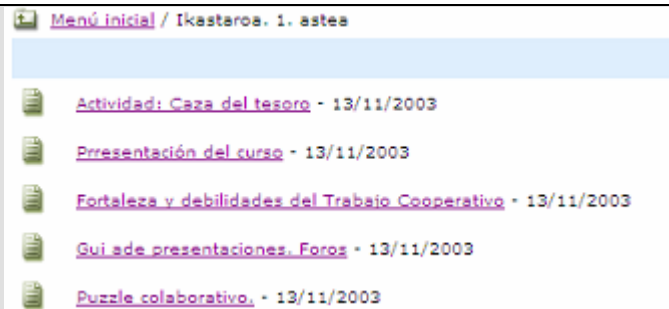 Menú inicial / Ikastaroa. 1. astea
Actividad: Caza del tesoro - 13/11/2003
Prresentación del curso - 13/11/2003
Fortaleza y debilidades del Trabajo Cooperativo - 13/11/2003
Gui ade presentaciones. Foros - 13/11/2003
Puzzle colaborativo. - 13/11/2003